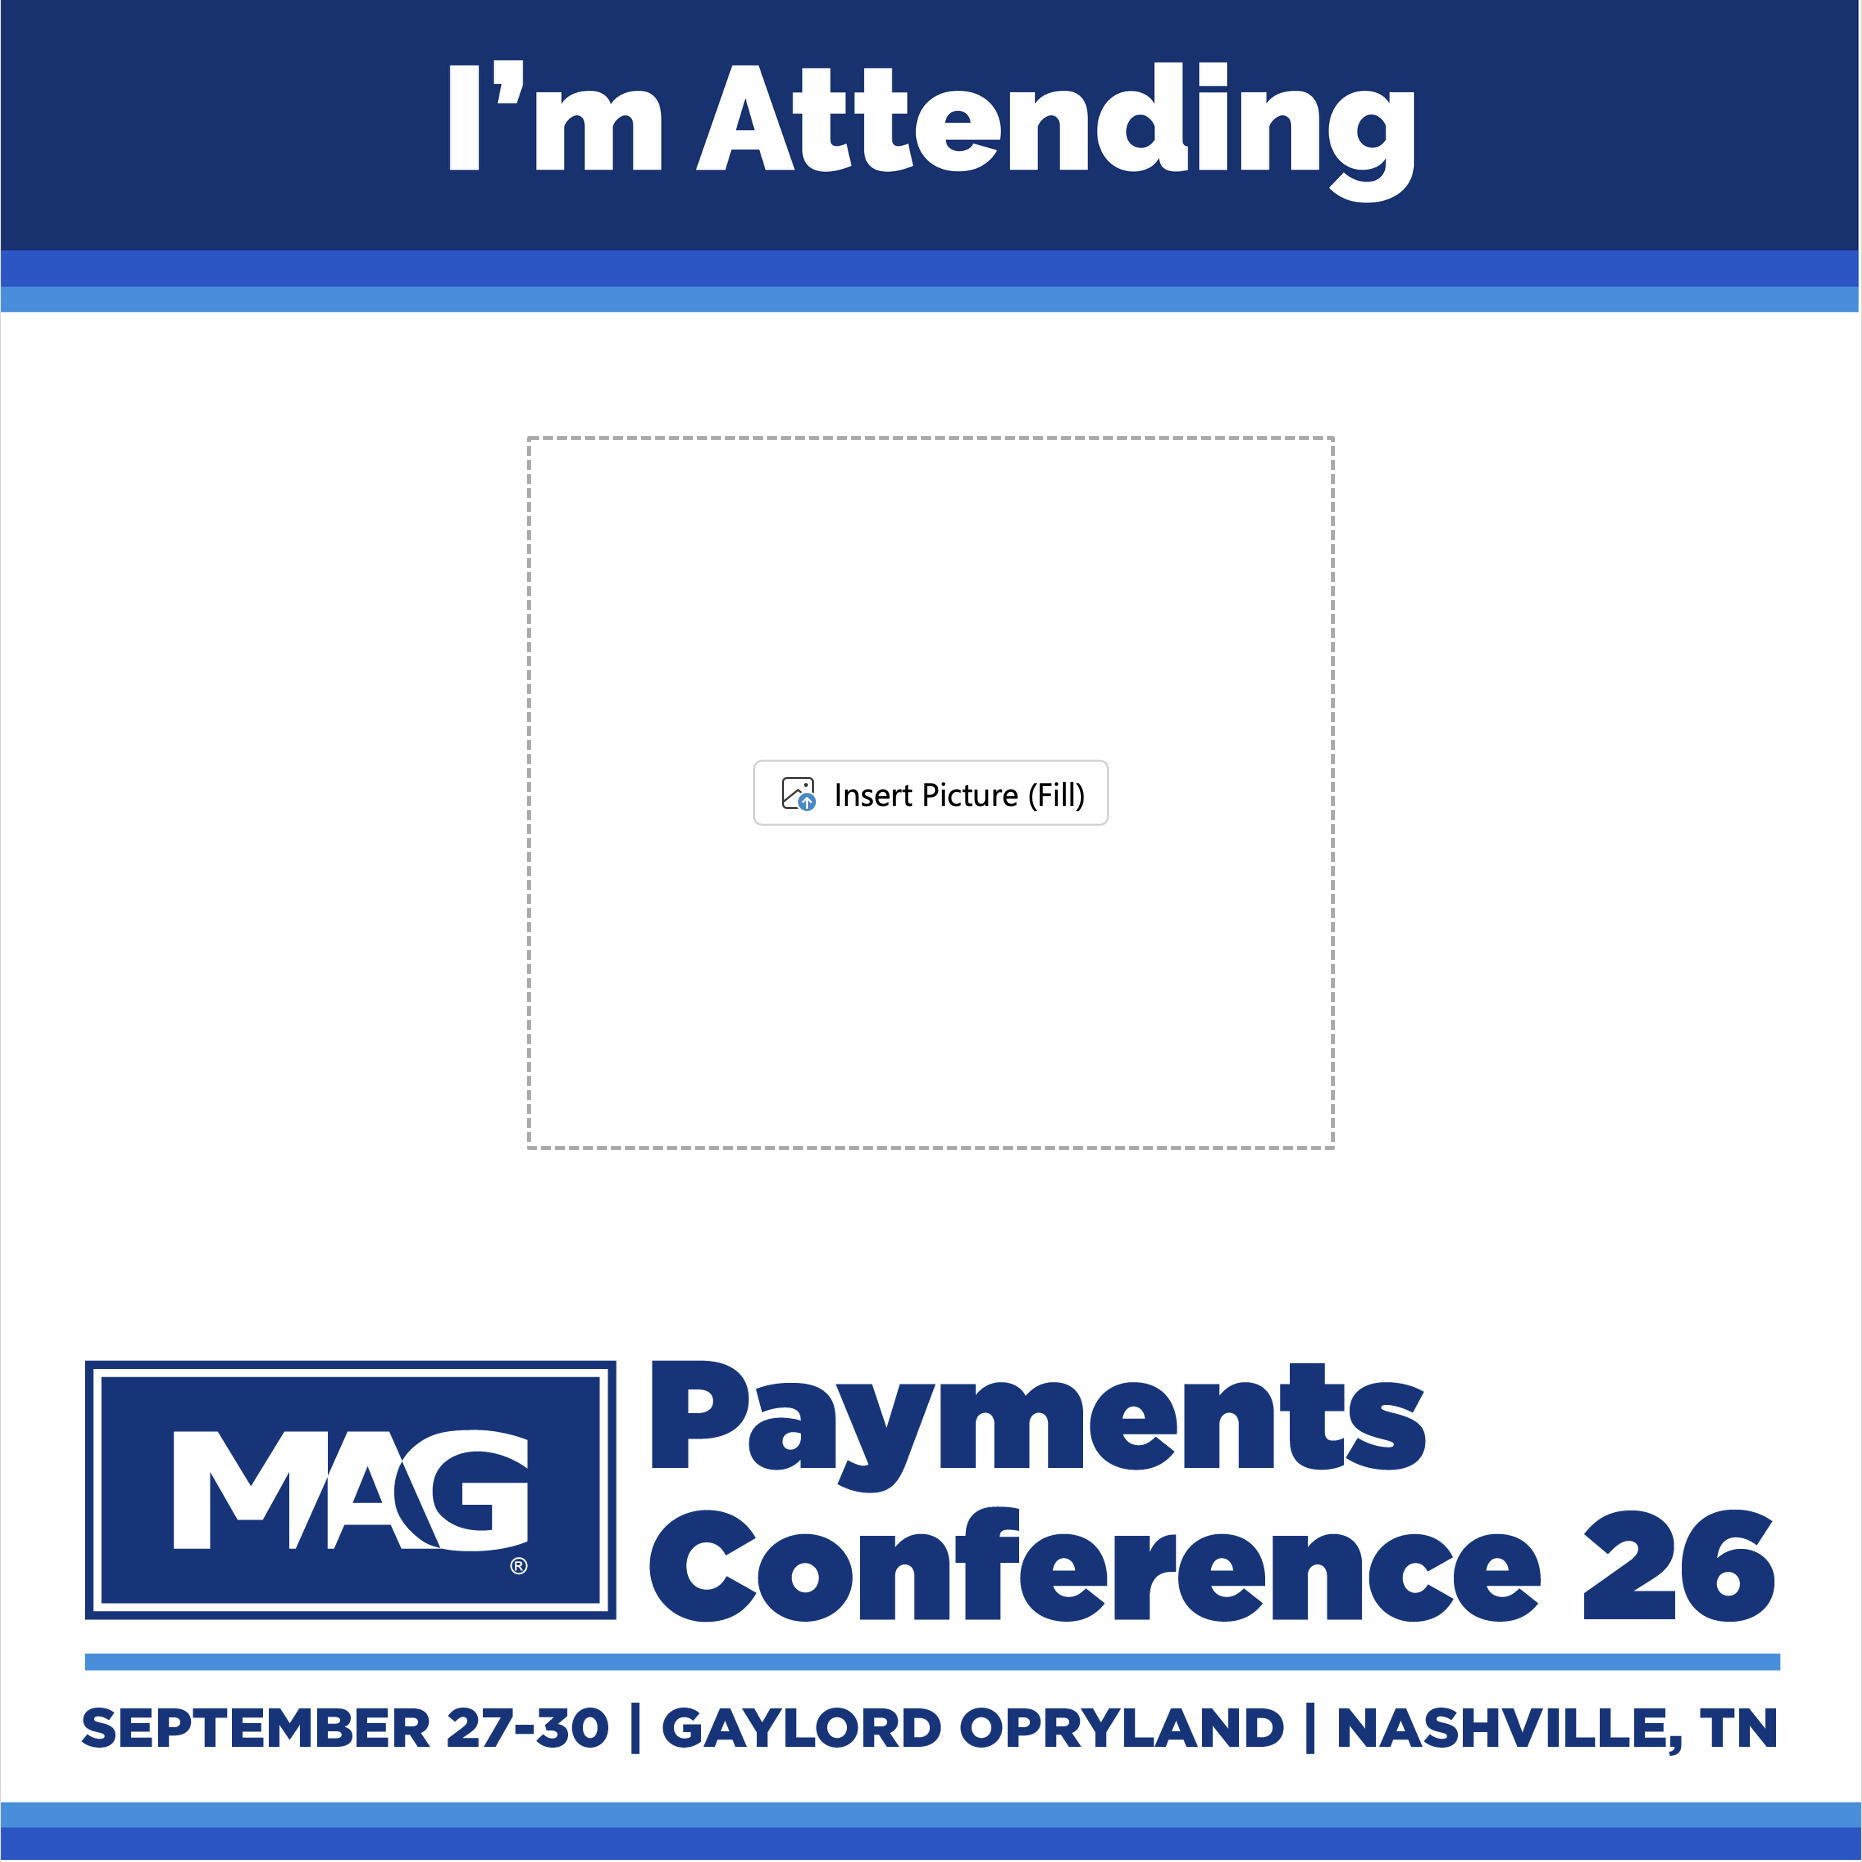 I'm Attending
Insert Picture (Fill)
MAG
®
Payments
Conference 26
SEPTEMBER 27-30 | GAYLORD OPRYLAND | NASHVILLE, TN